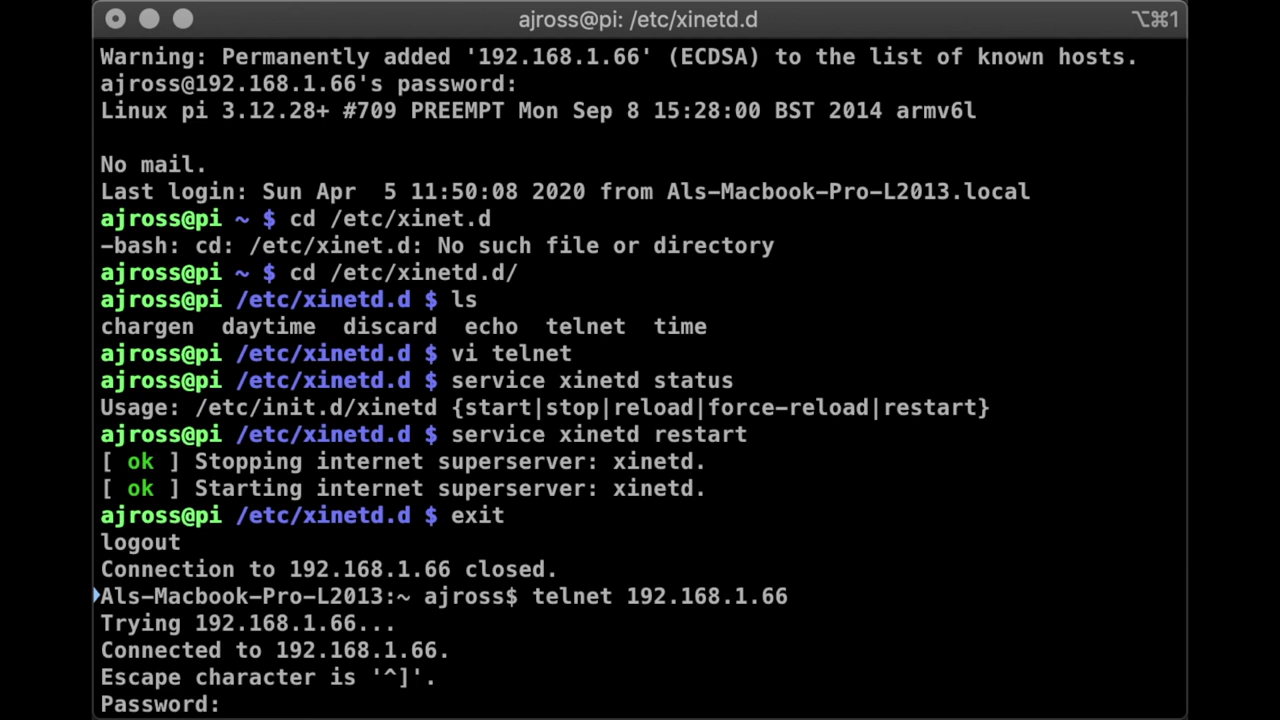 ajross@pi: /etc/xinetd.d
⌥⌘1
Warning: Permanently added '192.168.1.66' (ECDSA) to the list of known hosts.
ajross@192.168.1.66's password:
Linux pi 3.12.28+ #709 PREEMPT Mon Sep 8 15:28:00 BST 2014 armv6l
No mail.
Last login: Sun Apr  5 11:50:08 2020 from Als-Macbook-Pro-L2013.local
ajross@pi ~ $ cd /etc/xinet.d
-bash: cd: /etc/xinet.d: No such file or directory
ajross@pi ~ $ cd /etc/xinetd.d/
ajross@pi /etc/xinetd.d $ ls
chargen  daytime  discard  echo  telnet  time
ajross@pi /etc/xinetd.d $ vi telnet
ajross@pi /etc/xinetd.d $ service xinetd status
Usage: /etc/init.d/xinetd {start|stop|reload|force-reload|restart}
ajross@pi /etc/xinetd.d $ service xinetd restart
[ ok ] Stopping internet superserver: xinetd.
[ ok ] Starting internet superserver: xinetd.
ajross@pi /etc/xinetd.d $ exit
logout
Connection to 192.168.1.66 closed.
Als-Macbook-Pro-L2013:~ ajross$ telnet 192.168.1.66
Trying 192.168.1.66...
Connected to 192.168.1.66.
Escape character is '^]'.
Password: